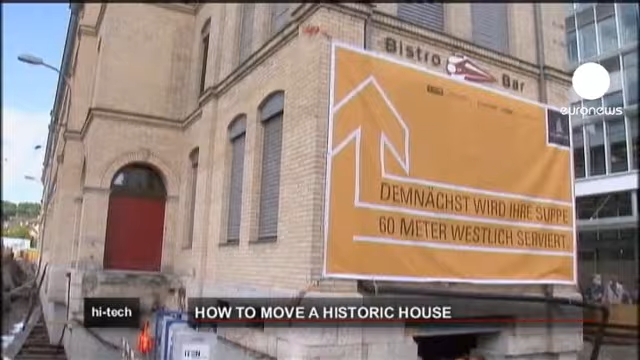 Bistro Bar
euronews
DEMNÄCHST WIRD IHRE SUPPE
60 METER WESTLICH SERVIERT.
hi-tech
HOW TO MOVE A HISTORIC HOUSE